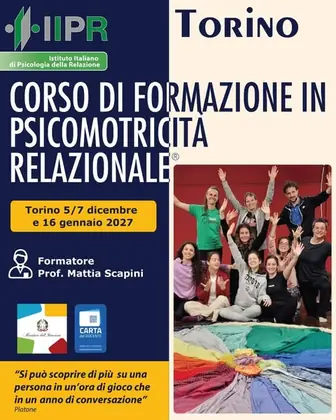 IIPR
Istituto Italiano
di Psicologia della Relazione
TORINO
CORSO DI FORMAZIONE IN
PSICOMOTRICITÀ
RELAZIONALE®
Torino 5/7 dicembre
e 16 gennaio 2027
Formatore
Prof. Mattia Scapini
CARTA
DEL DOCENTE
“Si può scoprire di più su una
persona in un’ora di gioco che
in un anno di conversazione”
Platone